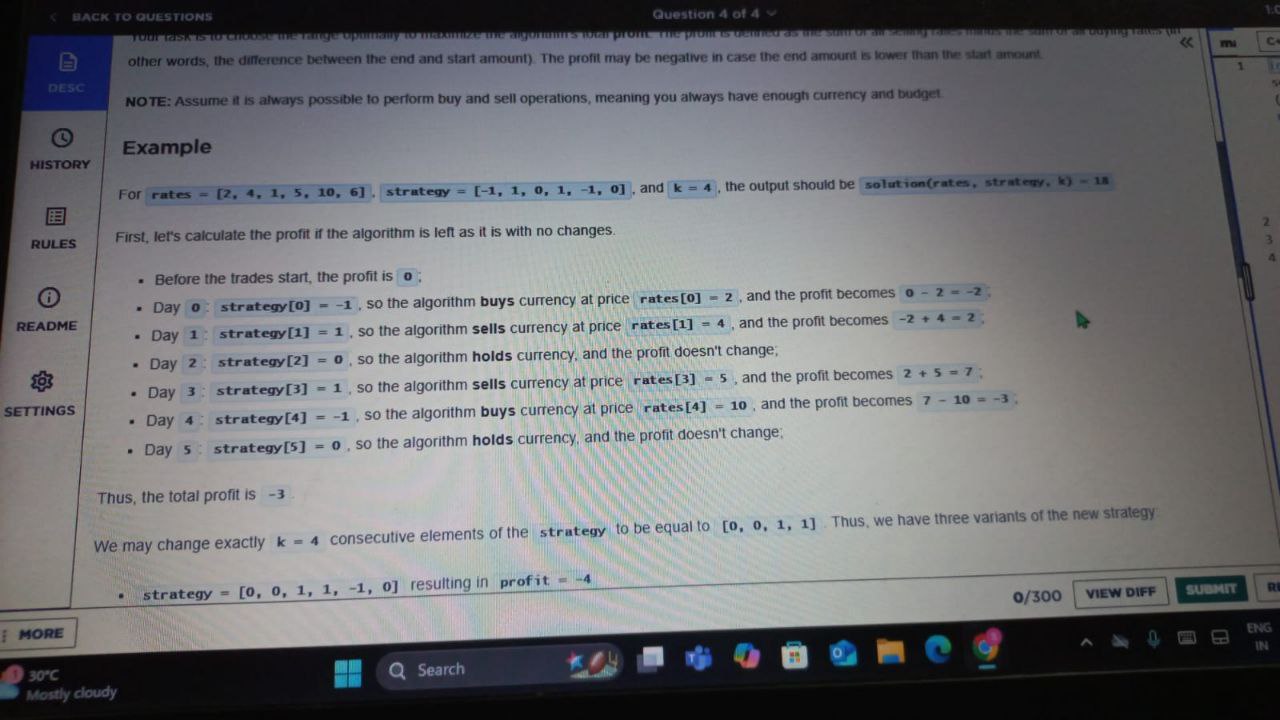 BACK TO QUESTIONS
Question 4 of 4
Your task is to choose the range optimally to maximize the algorithm's total profit. The profit is defined as the sum of all selling rates minus the sum of all buying rates (in
other words, the difference between the end and start amount). The profit may be negative in case the end amount is lower than the start amount.
DESC
NOTE: Assume it is always possible to perform buy and sell operations, meaning you always have enough currency and budget.
HISTORY
Example
For rates = [2, 4, 1, 5, 10, 6], strategy = [-1, 1, 0, 1, -1, 0], and k = 4, the output should be solution(rates, strategy, k) = 18
RULES
First, let's calculate the profit if the algorithm is left as it is with no changes.
▪ Before the trades start, the profit is 0;
▪ Day 0: strategy[0] = -1, so the algorithm buys currency at price rates[0] = 2, and the profit becomes 0 - 2 = -2;
README
▪ Day 1: strategy[1] = 1, so the algorithm sells currency at price rates[1] = 4, and the profit becomes -2 + 4 = 2;
▪ Day 2: strategy[2] = 0, so the algorithm holds currency, and the profit doesn't change;
▪ Day 3: strategy[3] = 1, so the algorithm sells currency at price rates[3] = 5, and the profit becomes 2 + 5 = 7;
SETTINGS
▪ Day 4: strategy[4] = -1, so the algorithm buys currency at price rates[4] = 10, and the profit becomes 7 - 10 = -3;
▪ Day 5: strategy[5] = 0, so the algorithm holds currency, and the profit doesn't change;
Thus, the total profit is -3.
We may change exactly k = 4 consecutive elements of the strategy to be equal to [0, 0, 1, 1]. Thus, we have three variants of the new strategy:
▪ strategy = [0, 0, 1, 1, -1, 0] resulting in profit = -4
1
2
3
4
0/300
VIEW DIFF
SUBMIT
MORE
1
30°C
Mostly cloudy
Search
ENG
IN